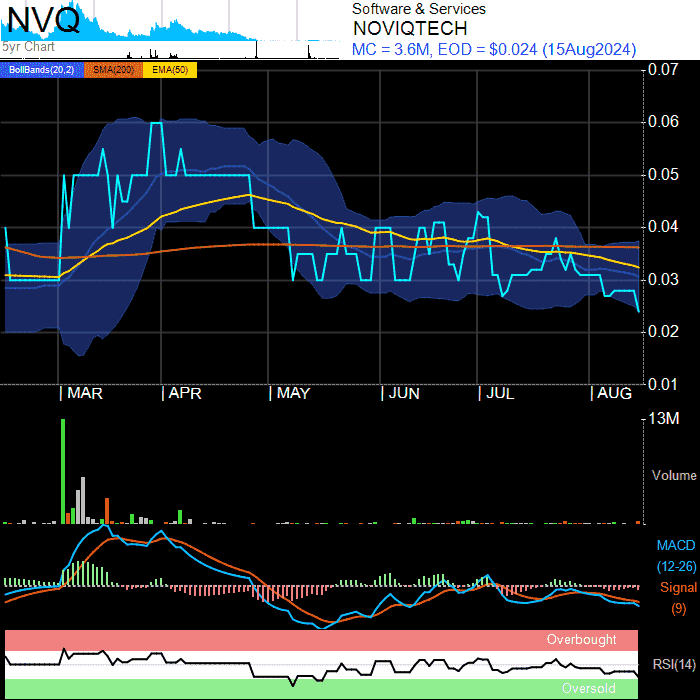 NVQ
5yr Chart
Software & Services
NOVIQTECH
MC = 3.6M, EOD = $0.024 (15Aug2024)
BollBands(20,2) SMA(200) EMA(50)
0.07
0.06
0.05
0.04
0.03
0.02
0.01
MAR APR MAY JUN JUL AUG
13M
Volume
MACD
(12-26)
Signal
(9)
Overbought
RSI(14)
Oversold